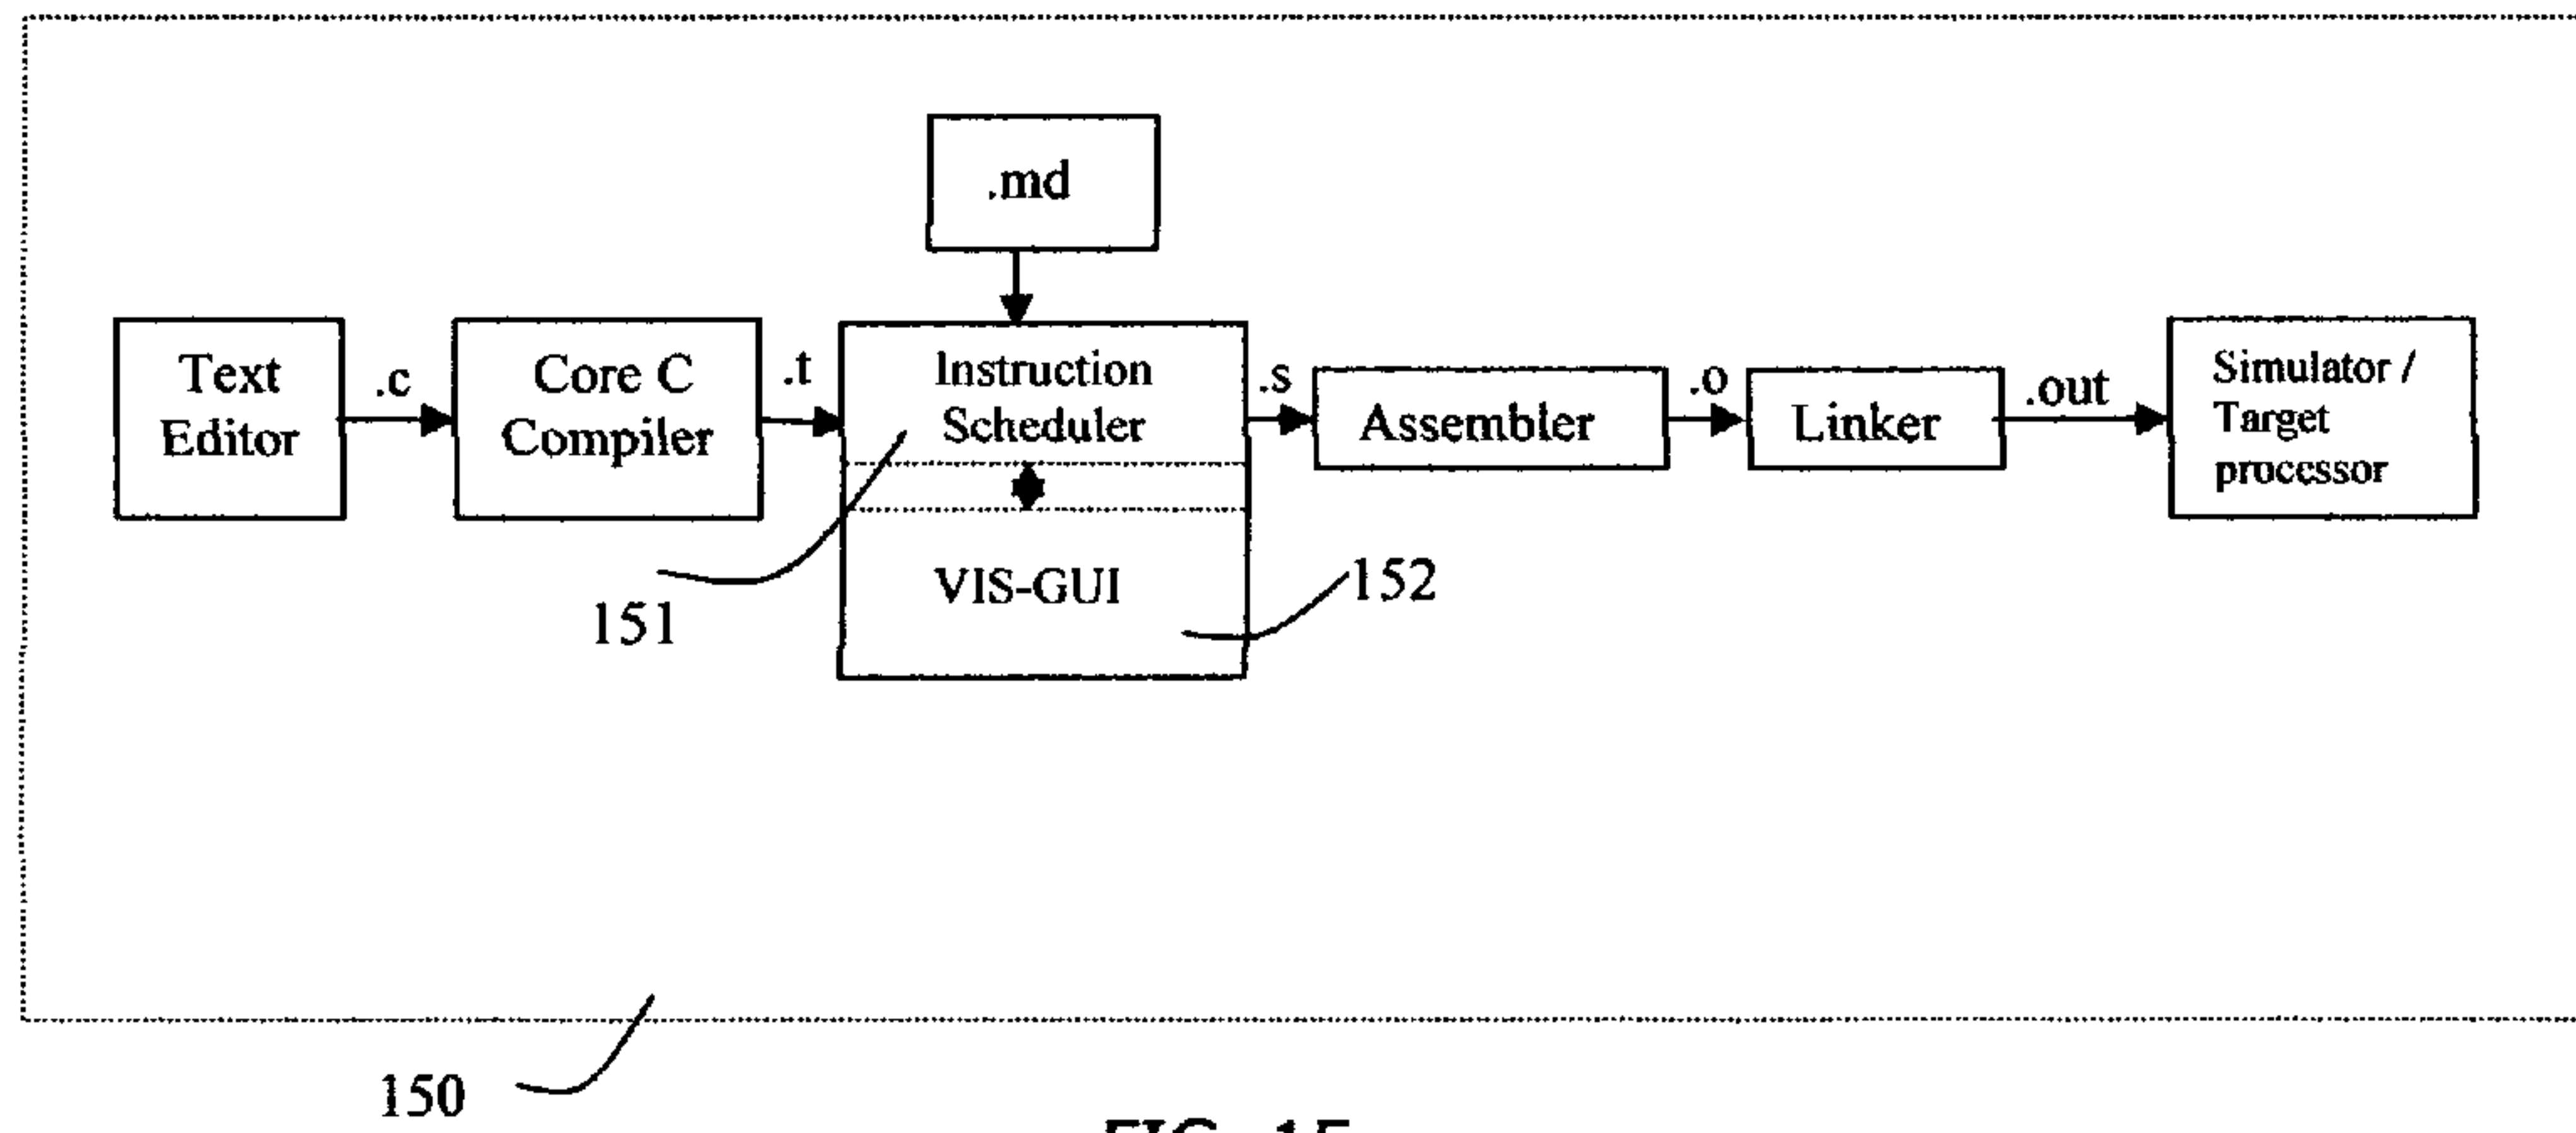 .md
Text
Editor
.c
Core C
Compiler
.t
Instruction
Scheduler
VIS-GUI
.s
Assembler
.o
Linker
.out
Simulator /
Target
processor
151
152
150